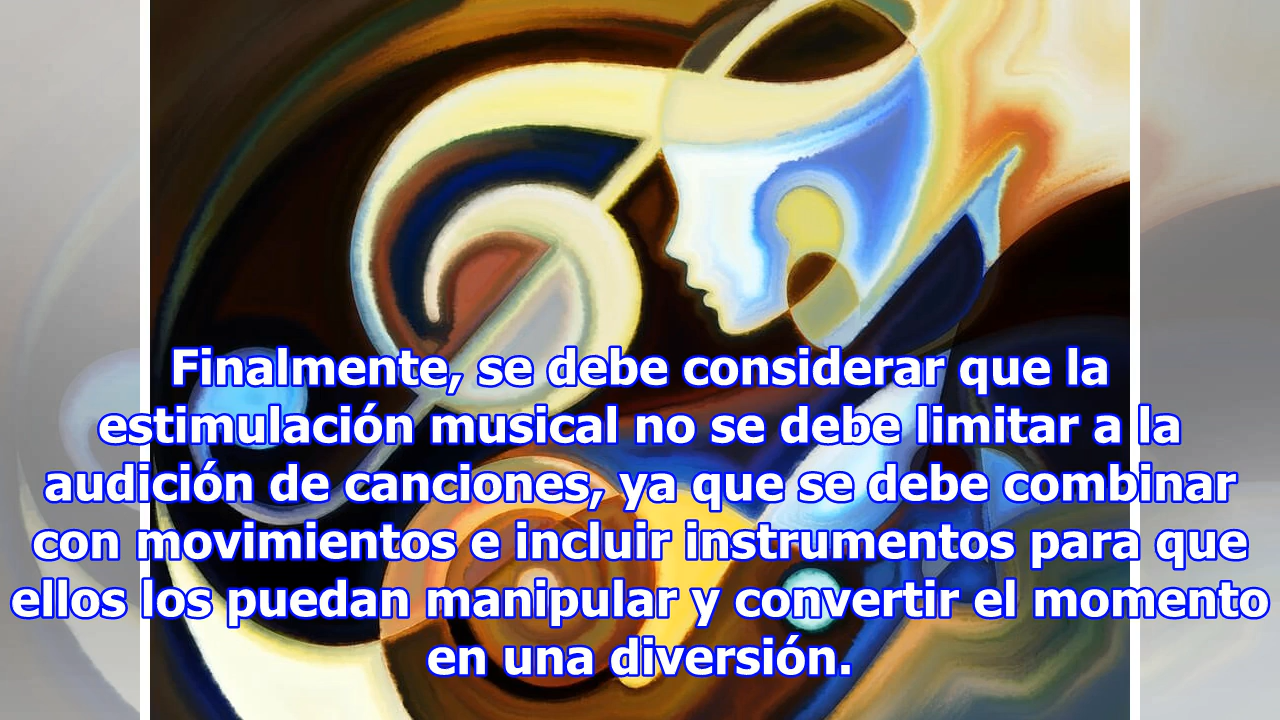 Finalmente, se debe considerar que la
estimulación musical no se debe limitar a la
audición de canciones, ya que se debe combinar
con movimientos e incluir instrumentos para que
ellos los puedan manipular y convertir el momento
en una diversión.